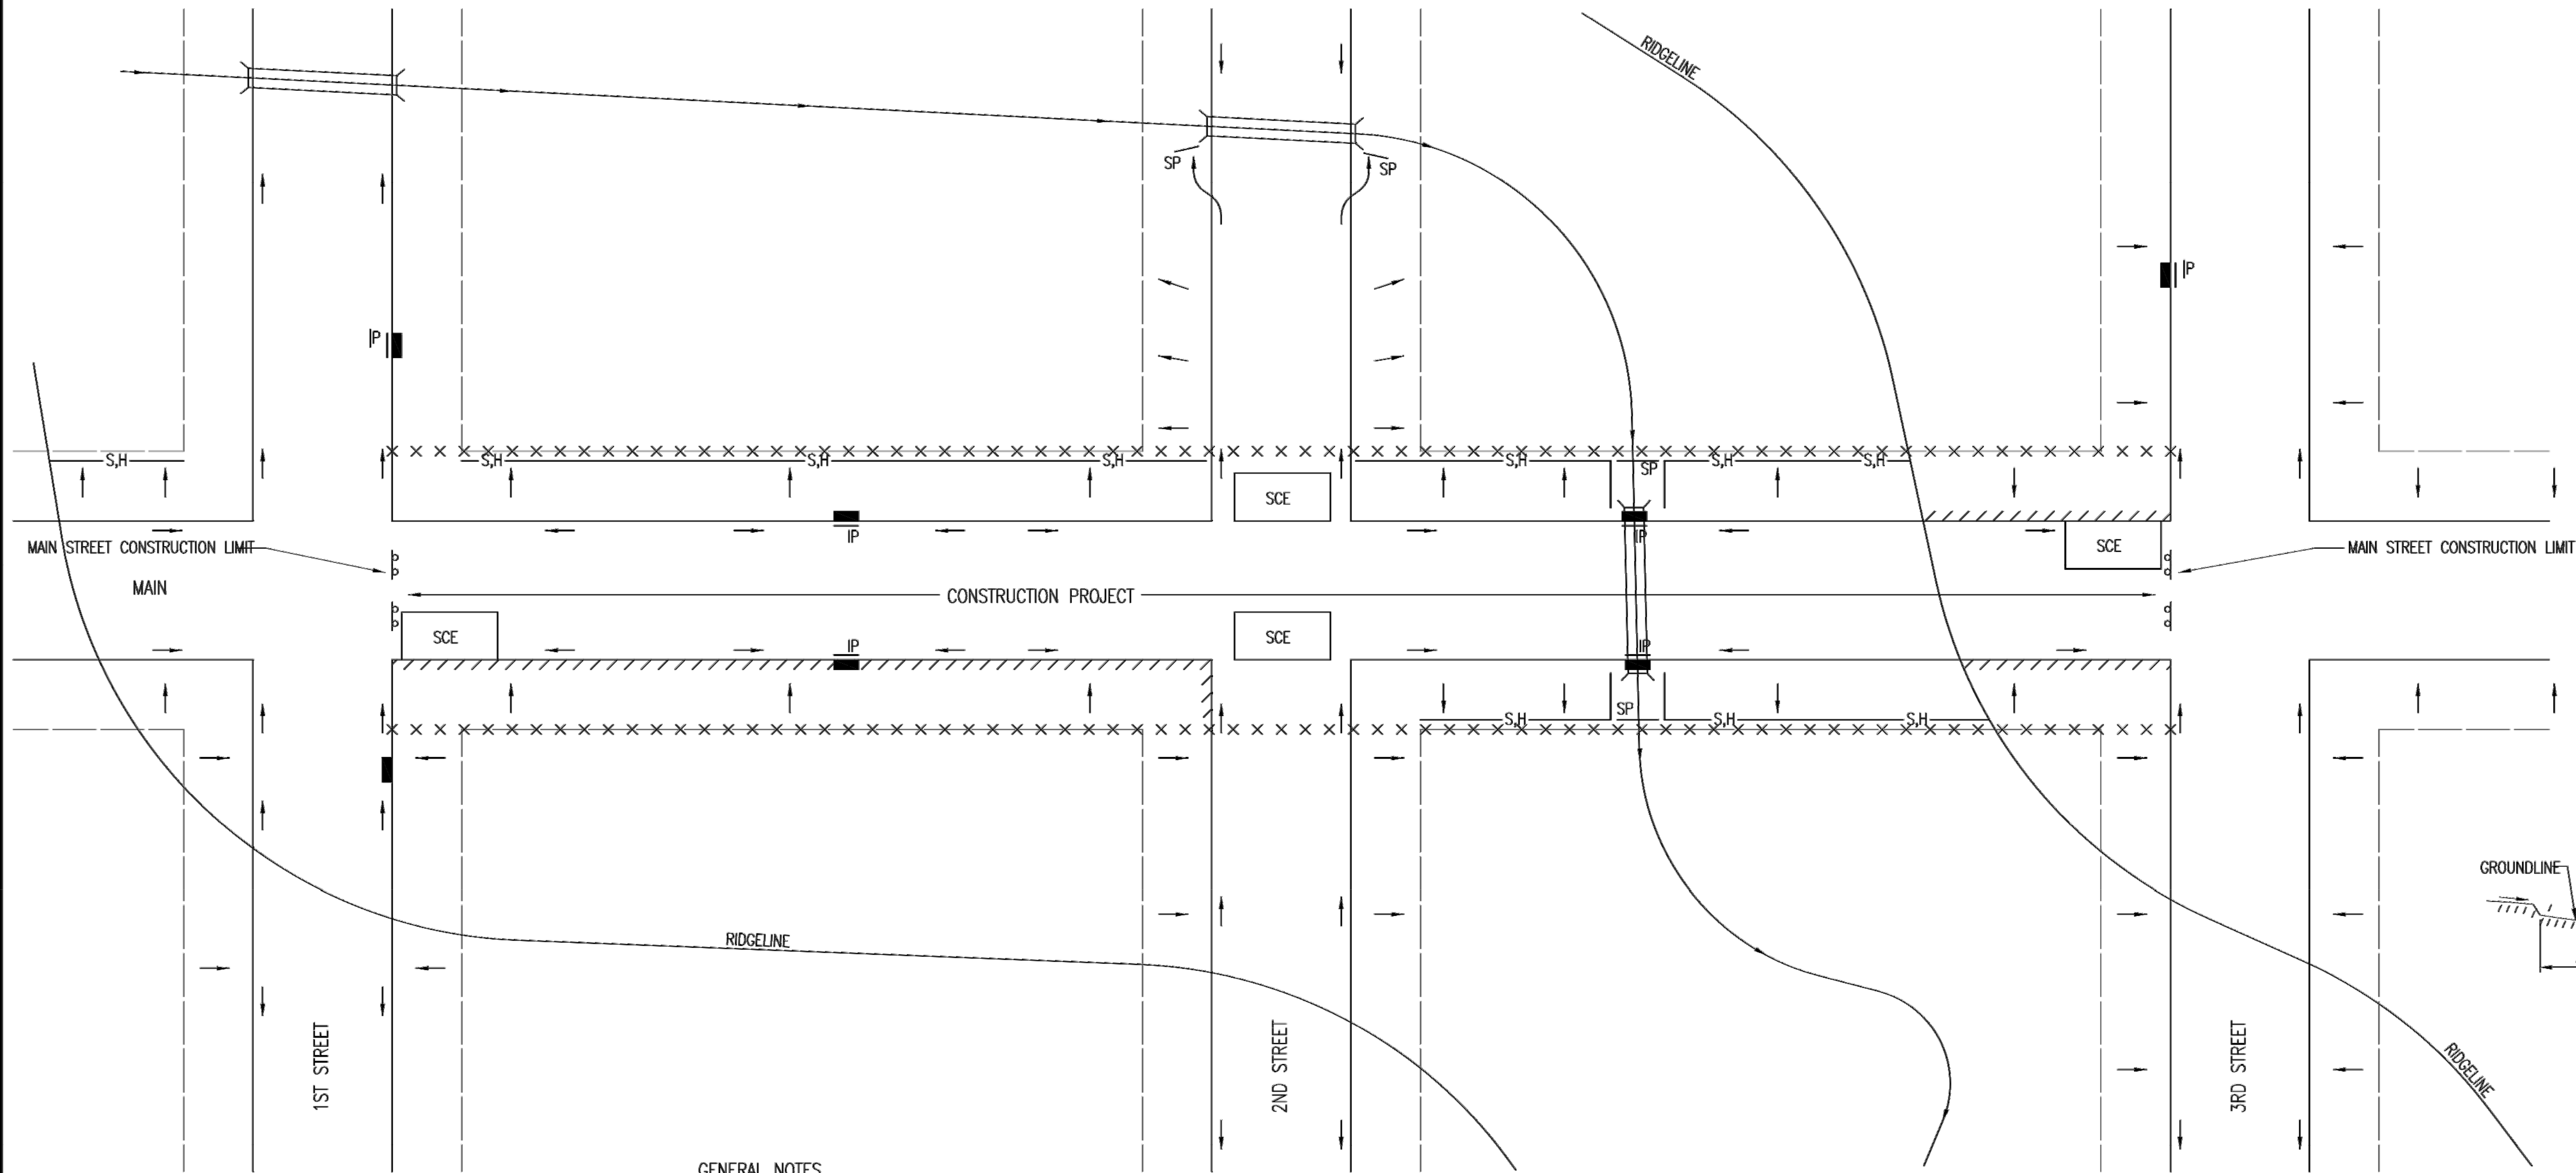 RIDGELINE
SP
SP
IP
IP
S,H
S,H
S,H
S,H
S,H
SP
S,H
S,H
SCE
IP
IP
MAIN STREET CONSTRUCTION LIMIT
SCE
MAIN STREET CONSTRUCTION LIMIT
MAIN
CONSTRUCTION PROJECT
SCE
SCE
IP
IP
SP
S,H
S,H
S,H
GROUNDLINE
RIDGELINE
1ST STREET
2ND STREET
3RD STREET
RIDGELINE
GENERAL NOTES